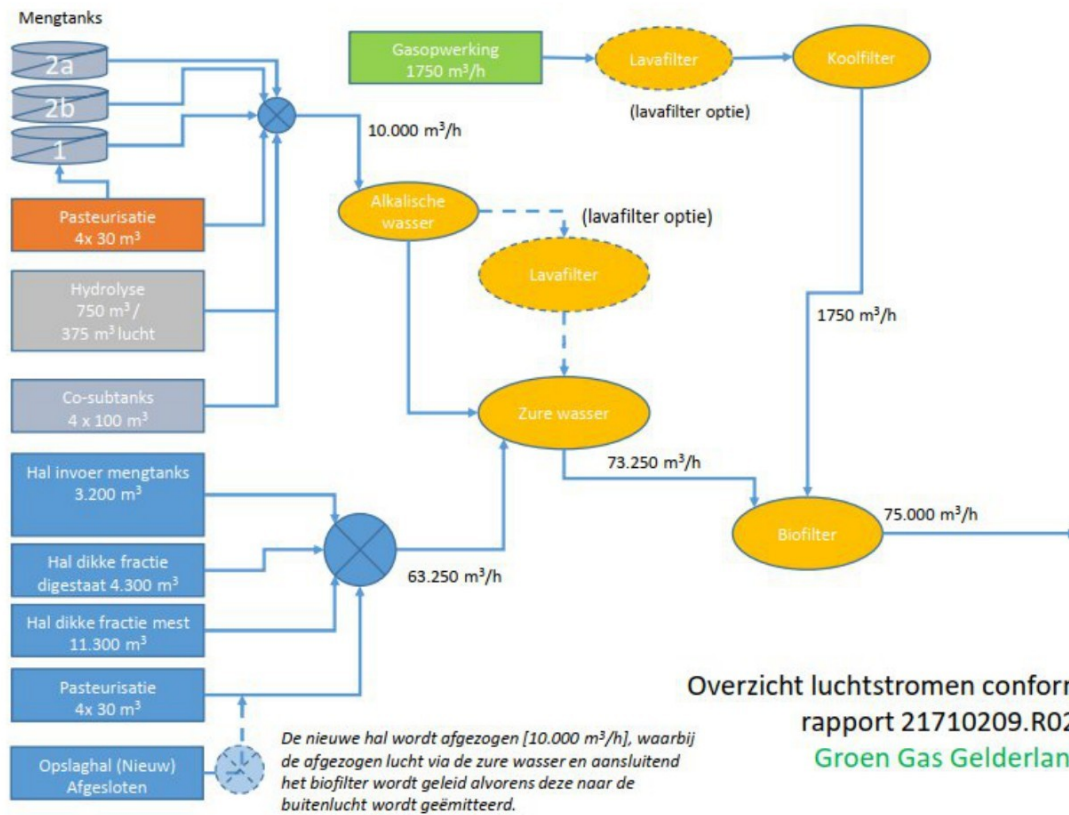 Mengtanks
2a
2b
1
Pasteurisatie
4x 30 m³
Hydrolyse
750 m³ /
375 m³ lucht
Co-subtanks
4 x 100 m³
Hal invoer mengtanks
3.200 m³
Hal dikke fractie
digestaat 4.300 m³
Hal dikke fractie mest
11.300 m³
Pasteurisatie
4x 30 m³
Opslaghal (Nieuw)
Afgesloten
Gasopwerking
1750 m³/h
Lavafilter
(lavafilter optie)
Koolfilter
10.000 m³/h
Alkalische
wasser
(lavafilter optie)
Lavafilter
1750 m³/h
Zure wasser
73.250 m³/h
63.250 m³/h
Biofilter
75.000 m³/h
De nieuwe hal wordt afgezogen [10.000 m³/h], waarbij
de afgezogen lucht via de zure wasser en aansluitend
het biofilter wordt geleid alvorens deze naar de
buitenlucht wordt geëmitteerd.
Overzicht luchtstromen conform
rapport 21710209.R02
Groen Gas Gelderlan